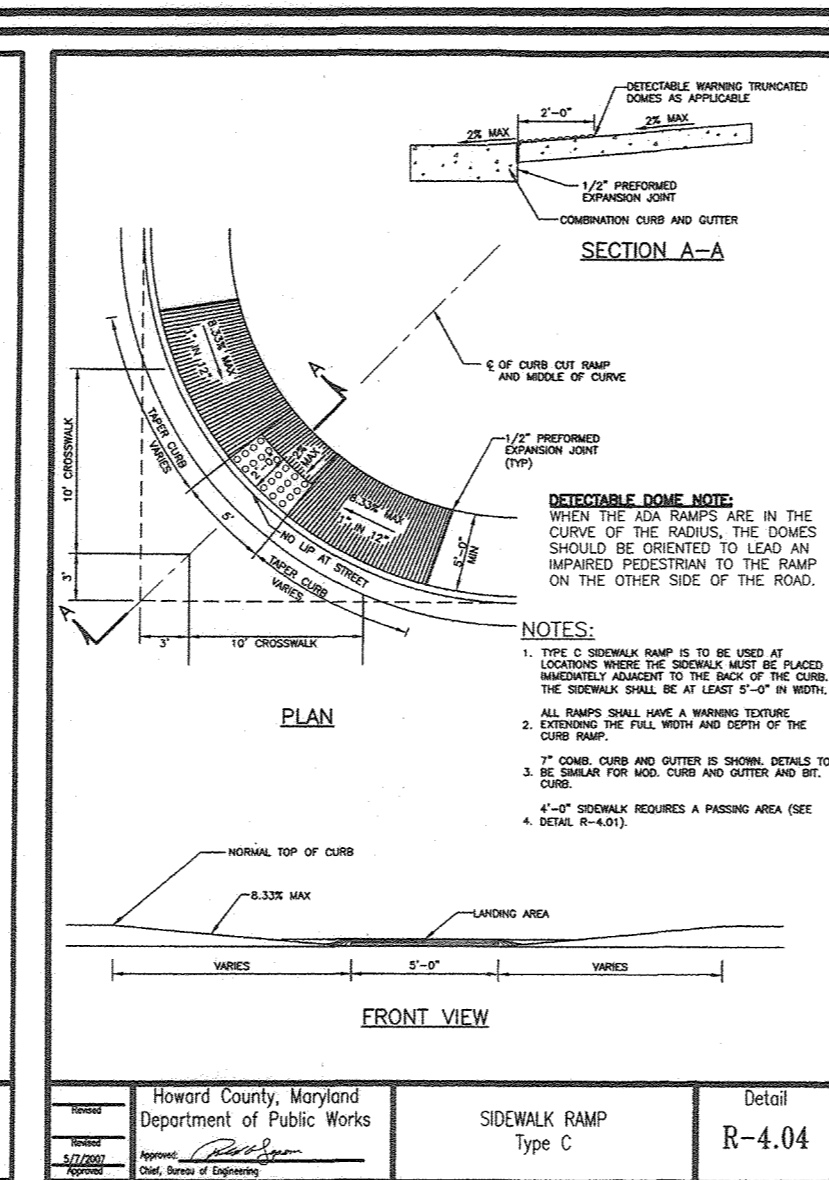 DETECTABLE WARNING TRUNCATED
DOMES AS APPLICABLE
2'-0"
2% MAX
2% MAX
1/2" PREFORMED
EXPANSION JOINT
COMBINATION CURB AND GUTTER
SECTION A-A
8.33% MAX
1" IN 12"
A
℄ OF CURB CUT RAMP
AND MIDDLE OF CURVE
10' CROSSWALK
TAPER CURB
VARIES
2'-0"
2%
MAX
1/2" PREFORMED
EXPANSION JOINT
(TYP)
8.33% MAX
1" IN 12"
5'
NO LIP AT STREET
5'-0"
MIN
TAPER CURB
VARIES
3'
A
3'
10' CROSSWALK
PLAN
DETECTABLE DOME NOTE:
WHEN THE ADA RAMPS ARE IN THE
CURVE OF THE RADIUS, THE DOMES
SHOULD BE ORIENTED TO LEAD AN
IMPAIRED PEDESTRIAN TO THE RAMP
ON THE OTHER SIDE OF THE ROAD.
NOTES:
1. TYPE C SIDEWALK RAMP IS TO BE USED AT
LOCATIONS WHERE THE SIDEWALK MUST BE PLACED
IMMEDIATELY ADJACENT TO THE BACK OF THE CURB.
THE SIDEWALK SHALL BE AT LEAST 5'-0" IN WIDTH.
ALL RAMPS SHALL HAVE A WARNING TEXTURE
2. EXTENDING THE FULL WIDTH AND DEPTH OF THE
CURB RAMP.
7" COMB. CURB AND GUTTER IS SHOWN. DETAILS TO
3. BE SIMILAR FOR MOD. CURB AND GUTTER AND BIT.
CURB.
4'-0" SIDEWALK REQUIRES A PASSING AREA (SEE
4. DETAIL R-4.01).
NORMAL TOP OF CURB
8.33% MAX
LANDING AREA
VARIES
5'-0"
VARIES
FRONT VIEW
Revised
Revised
5/7/2007
Approved
Howard County, Maryland
Department of Public Works
Approved:
Chief, Bureau of Engineering
SIDEWALK RAMP
Type C
Detail
R-4.04